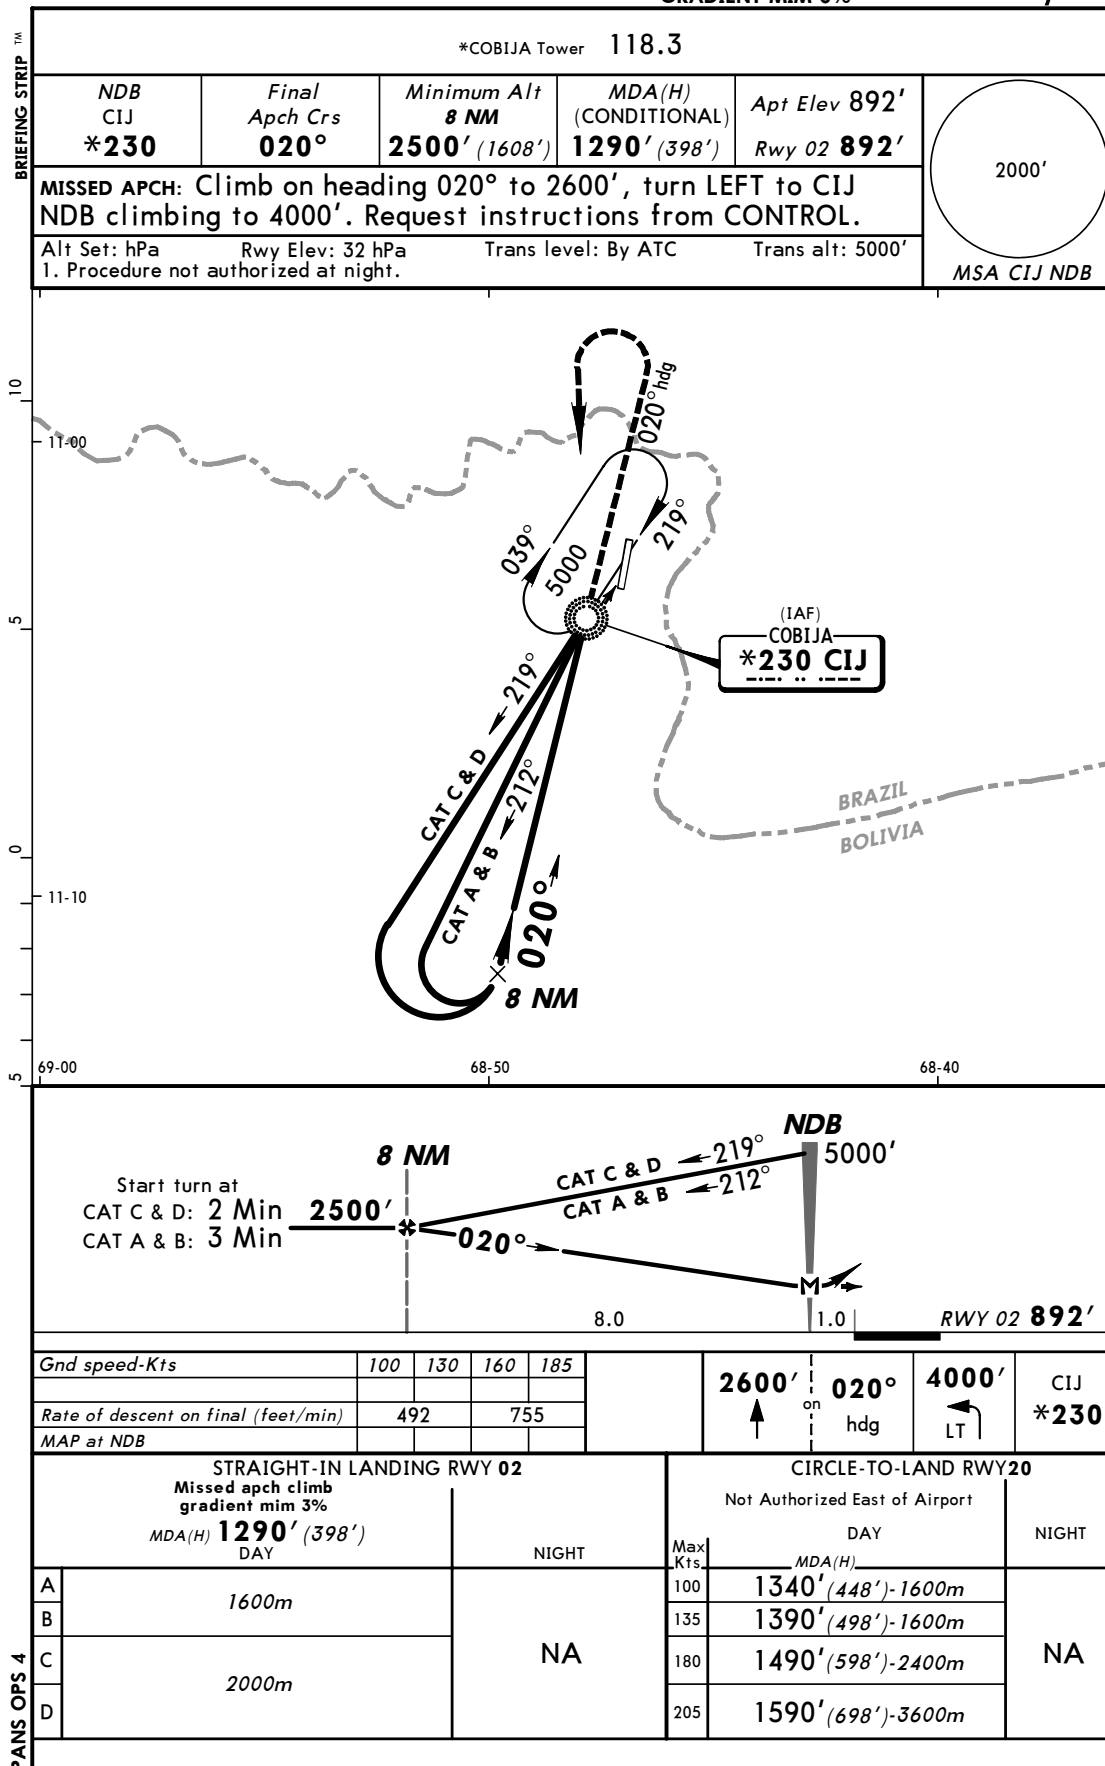 *COBIJA Tower 118.3
BRIEFING STRIP TM
NDB
CIJ
*230
Final
Apch Crs
020°
Minimum Alt
8 NM
2500' (1608')
MDA(H)
(CONDITIONAL)
1290' (398')
Apt Elev 892'
Rwy 02 892'
2000'
MSA CIJ NDB
MISSED APCH: Climb on heading 020° to 2600', turn LEFT to CIJ
NDB climbing to 4000'. Request instructions from CONTROL.
Alt Set: hPa Rwy Elev: 32 hPa Trans level: By ATC Trans alt: 5000'
1. Procedure not authorized at night.
10
5
0
5
11-00
11-10
69-00
68-50
68-40
020° hdg
219°
039°
5000
(IAF)
COBIJA
*230 CIJ
219°
CAT C & D
212°
CAT A & B
020°
8 NM
BRAZIL
BOLIVIA
NDB
8 NM
5000'
CAT C & D 219°
CAT A & B 212°
Start turn at
CAT C & D: 2 Min
CAT A & B: 3 Min
2500'
020°
M
8.0
1.0
RWY 02 892'
Gnd speed-Kts 100 130 160 185
Rate of descent on final (feet/min) 492 755
MAP at NDB
2600' on 020° hdg
4000' LT
CIJ
*230
STRAIGHT-IN LANDING RWY 02
Missed apch climb
gradient mim 3%
MDA(H) 1290' (398')
DAY
NIGHT
A
B
1600m
C
D
2000m
NA
CIRCLE-TO-LAND RWY20
Not Authorized East of Airport
DAY
NIGHT
Max
Kts
MDA(H)
100 1340' (448')-1600m
135 1390' (498')-1600m
180 1490' (598')-2400m
205 1590' (698')-3600m
NA
PANS OPS 4